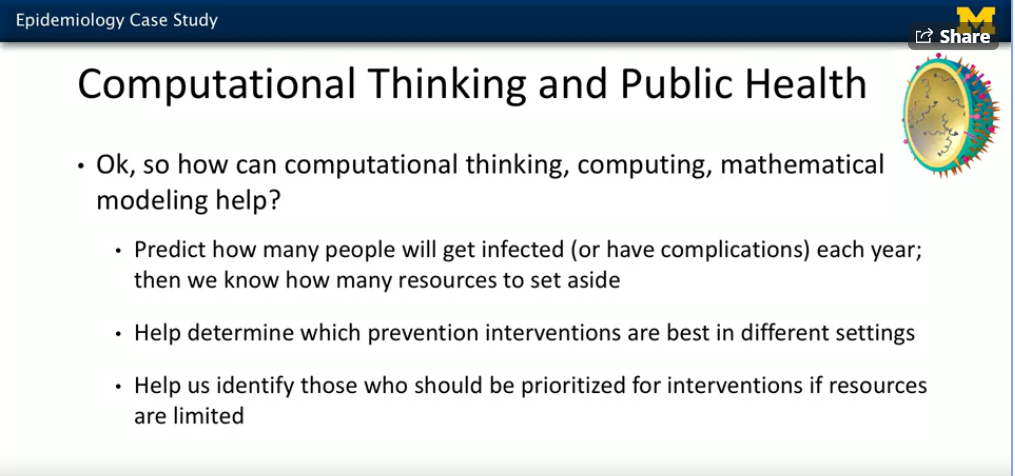 Epidemiology Case Study
M
Share
Computational Thinking and Public Health
• Ok, so how can computational thinking, computing, mathematical
modeling help?
• Predict how many people will get infected (or have complications) each year;
then we know how many resources to set aside
• Help determine which prevention interventions are best in different settings
• Help us identify those who should be prioritized for interventions if resources
are limited